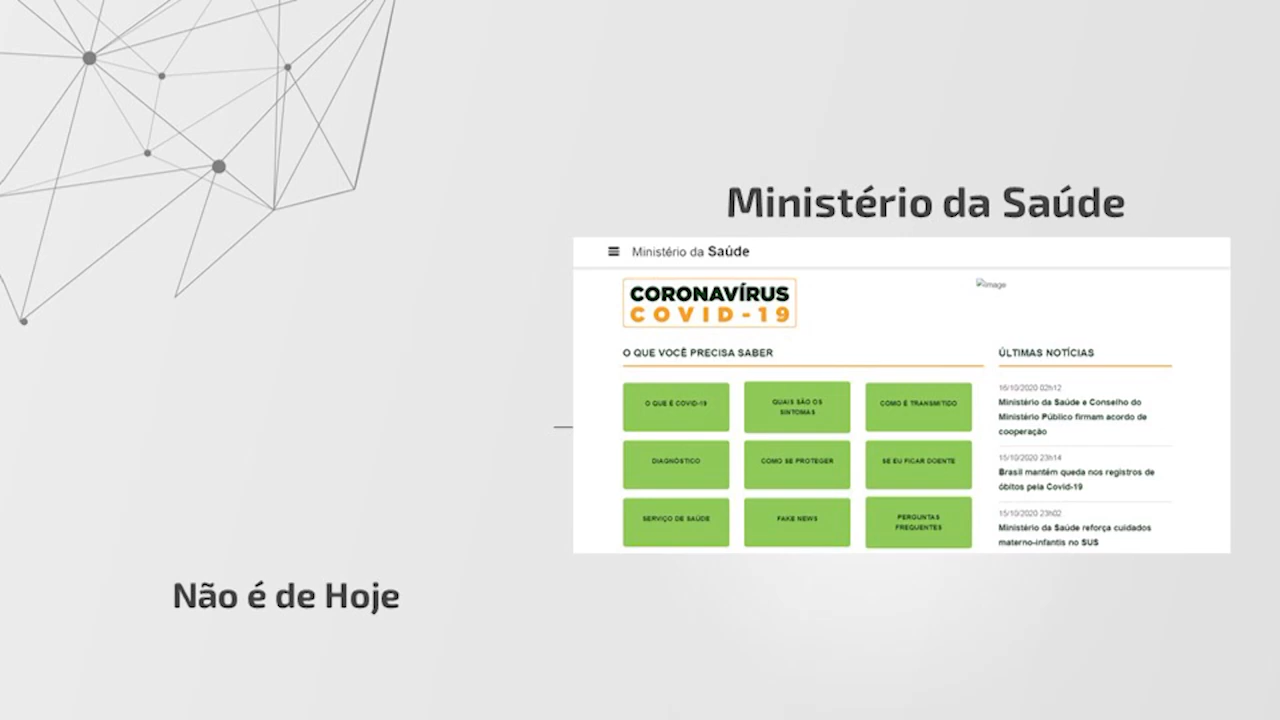 Ministério da Saúde
Ministério da Saúde
CORONAVÍRUS
COVID-19
O QUE VOCÊ PRECISA SABER
O QUE É COVID-19
QUAIS SÃO OS
SINTOMAS
COMO É TRANSMITIDO
DIAGNÓSTICO
COMO SE PROTEGER
SE EU FICAR DOENTE
SERVIÇO DE SAÚDE
FAKE NEWS
PERGUNTAS
FREQUENTES
Image
ÚLTIMAS NOTÍCIAS
16/10/2020 02h12
Ministério da Saúde e Conselho do
Ministério Público firmam acordo de
cooperação
15/10/2020 23h14
Brasil mantém queda nos registros de
óbitos pela Covid-19
15/10/2020 23h02
Ministério da Saúde reforça cuidados
materno-infantis no SUS
Não é de Hoje